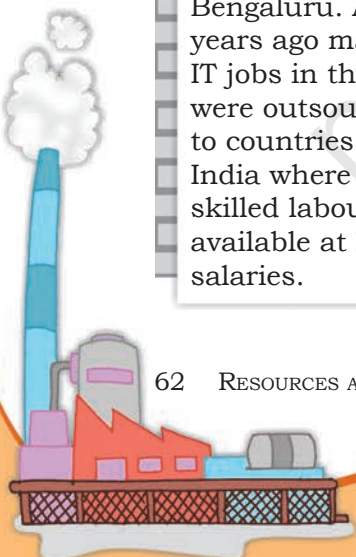 Bengaluru. A
years ago ma
IT jobs in th
were outsou
to countries
India where
skilled labou
available at
salaries.
62 RESOURCES A